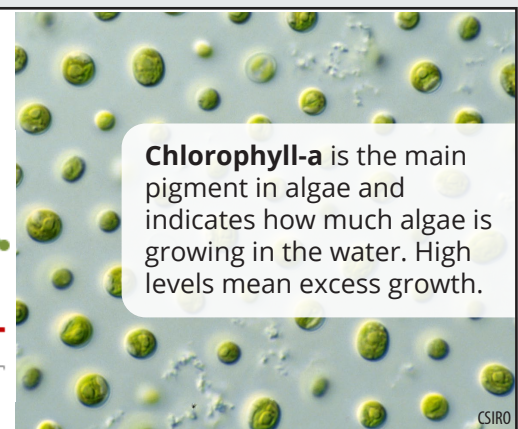 Chlorophyll-a is the main
pigment in algae and
indicates how much algae is
growing in the water. High
levels mean excess growth.
CSIRO